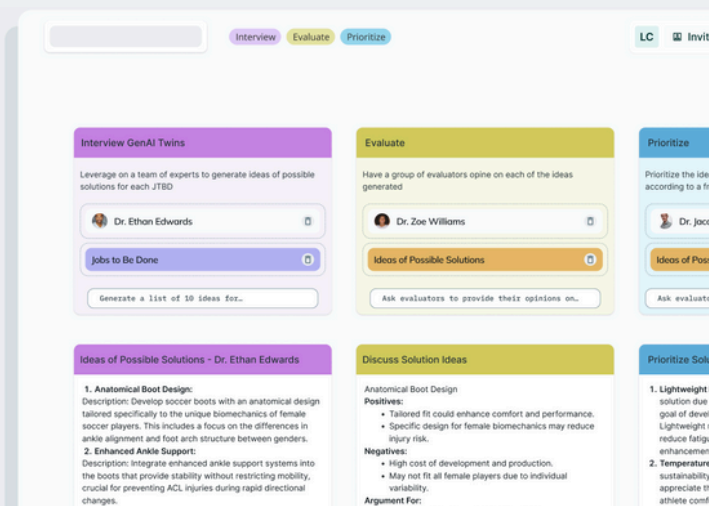 Interview Evaluate Prioritize
LC Invit
Interview GenAI Twins
Leverage on a team of experts to generate ideas of possible
solutions for each JTBD
Dr. Ethan Edwards
Jobs to Be Done
Generate a list of 10 ideas for…
Evaluate
Have a group of evaluators opine on each of the ideas
generated
Dr. Zoe Williams
Ideas of Possible Solutions
Ask evaluators to provide their opinions on…
Prioritize
Prioritize the ide
according to a fr
Dr. Jaco
Ideas of Poss
Ask evaluato
Ideas of Possible Solutions - Dr. Ethan Edwards
1. Anatomical Boot Design:
Description: Develop soccer boots with an anatomical design
tailored specifically to the unique biomechanics of female
soccer players. This includes a focus on the differences in
ankle alignment and foot arch structure between genders.
2. Enhanced Ankle Support:
Description: Integrate enhanced ankle support systems into
the boots that provide stability without restricting mobility,
crucial for preventing ACL injuries during rapid directional
changes.
Discuss Solution Ideas
Anatomical Boot Design
Positives:
• Tailored fit could enhance comfort and performance.
• Specific design for female biomechanics may reduce
injury risk.
Negatives:
• High cost of development and production.
• May not fit all female players due to individual
variability.
Argument For:
Prioritize Solu
1. Lightweight
solution due
goal of devel
Lightweight
reduce fatigu
enhancemen
2. Temperature
sustainability
appreciate th
athlete comfo